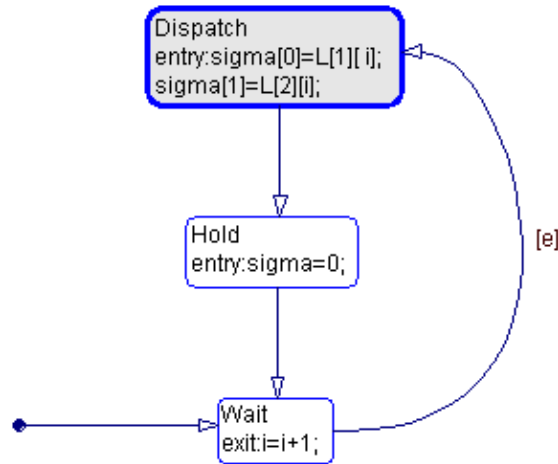 Dispatch
entry:sigma[0]=L[1][ i];
sigma[1]=L[2][i];
Hold
entry:sigma=0;
[e]
Wait
exit:i=i+1;